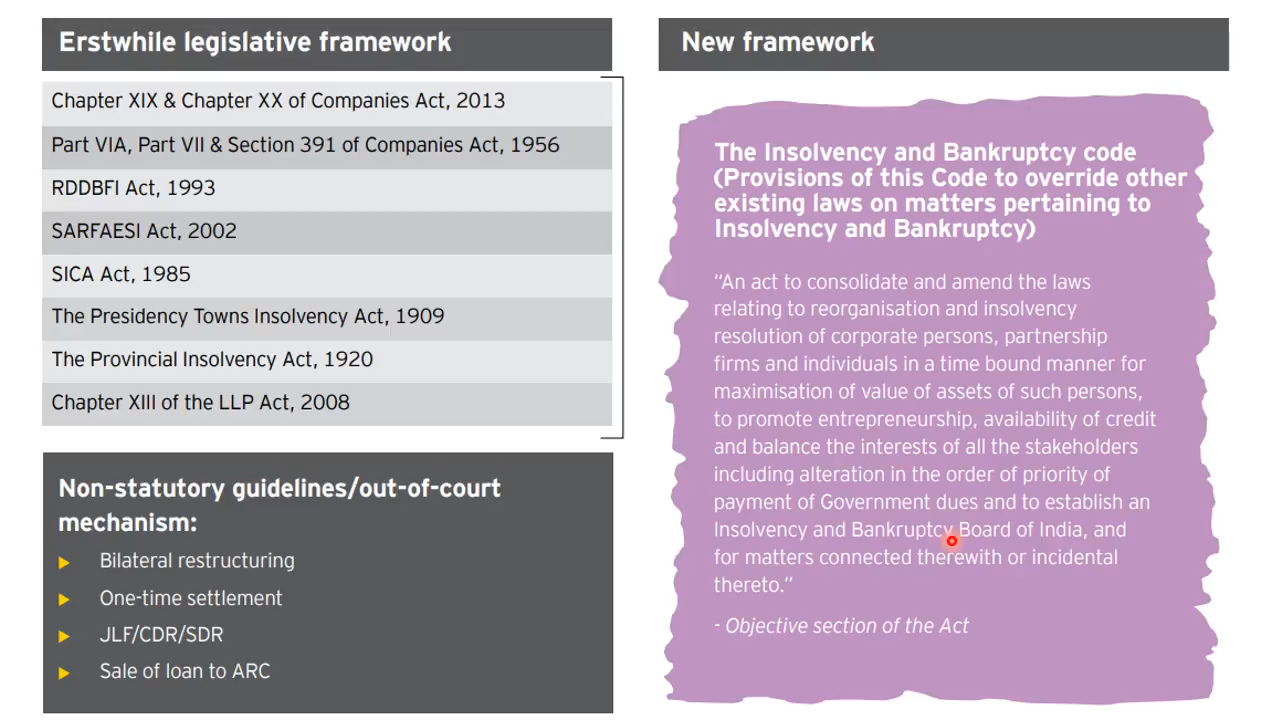 Erstwhile legislative framework
Chapter XIX & Chapter XX of Companies Act, 2013
Part VIA, Part VII & Section 391 of Companies Act, 1956
RDDBFI Act, 1993
SARFAESI Act, 2002
SICA Act, 1985
The Presidency Towns Insolvency Act, 1909
The Provincial Insolvency Act, 1920
Chapter XIII of the LLP Act, 2008
Non-statutory guidelines/out-of-court
mechanism:
Bilateral restructuring
One-time settlement
JLF/CDR/SDR
Sale of loan to ARC
New framework
The Insolvency and Bankruptcy code
(Provisions of this Code to override other
existing laws on matters pertaining to
Insolvency and Bankruptcy)
“An act to consolidate and amend the laws
relating to reorganisation and insolvency
resolution of corporate persons, partnership
firms and individuals in a time bound manner for
maximisation of value of assets of such persons,
to promote entrepreneurship, availability of credit
and balance the interests of all the stakeholders
including alteration in the order of priority of
payment of Government dues and to establish an
Insolvency and Bankruptcy Board of India, and
for matters connected therewith or incidental
thereto.”
- Objective section of the Act